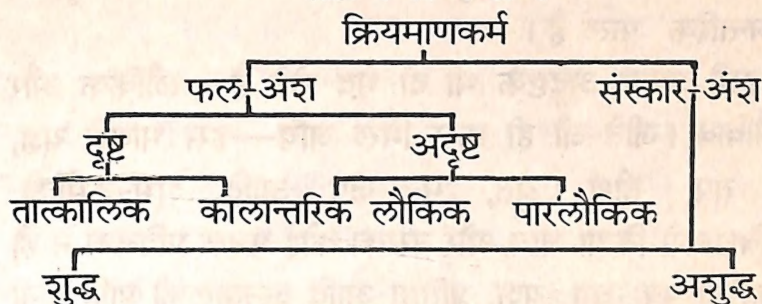 क्रियमाणकर्म
फल-अंश संस्कार-अंश
दृष्ट अदृष्ट
तात्कालिक कालान्तरिक लौकिक पारलौकिक
शुद्ध अशुद्ध